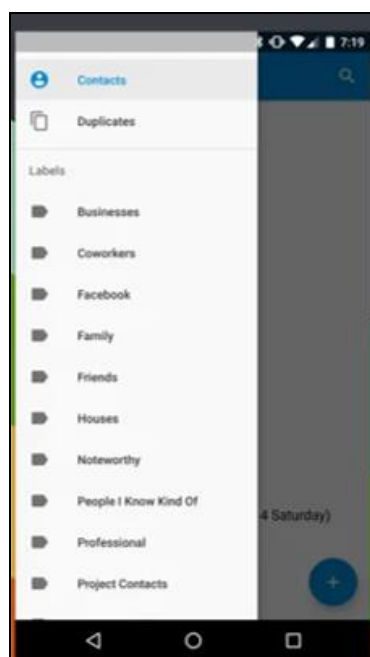 7:19
Contacts
Duplicates
Labels
Businesses
Coworkers
Facebook
Family
Friends
Houses
Noteworthy
People I Know Kind Of
4 Saturday)
Professional
Project Contacts